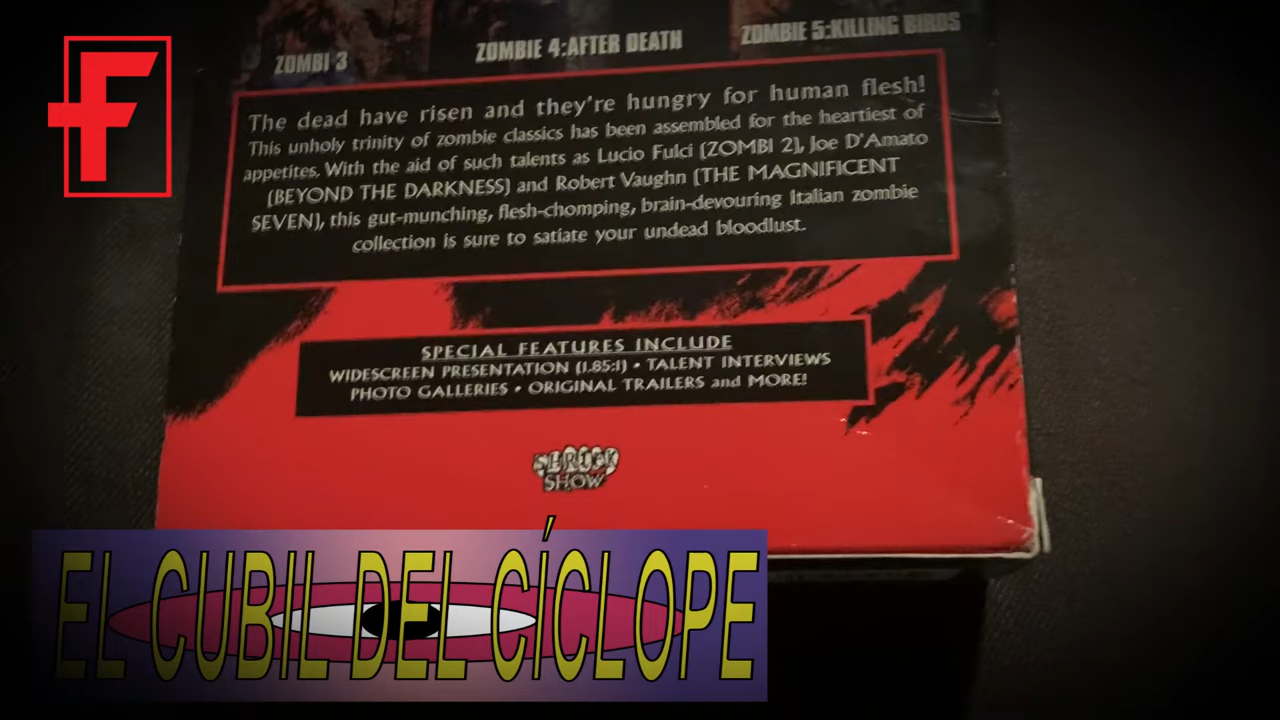 F
ZOMBI 3
ZOMBIE 4:AFTER DEATH
ZOMBIE 5:KILLING BIRDS
The dead have risen and they're hungry for human flesh!
This unholy trinity of zombie classics has been assembled for the heartiest of
appetites. With the aid of such talents as Lucio Fulci (ZOMBI 2), Joe D'Amato
(BEYOND THE DARKNESS) and Robert Vaughn (THE MAGNIFICENT
SEVEN), this gut-munching, flesh-chomping, brain-devouring Italian zombie
collection is sure to satiate your undead bloodlust.
SPECIAL FEATURES INCLUDE
WIDESCREEN PRESENTATION (1.85:1) • TALENT INTERVIEWS
PHOTO GALLERIES • ORIGINAL TRAILERS and MORE!
SHRIEK
SHOW
EL CUBIL DEL CÍCLOPE